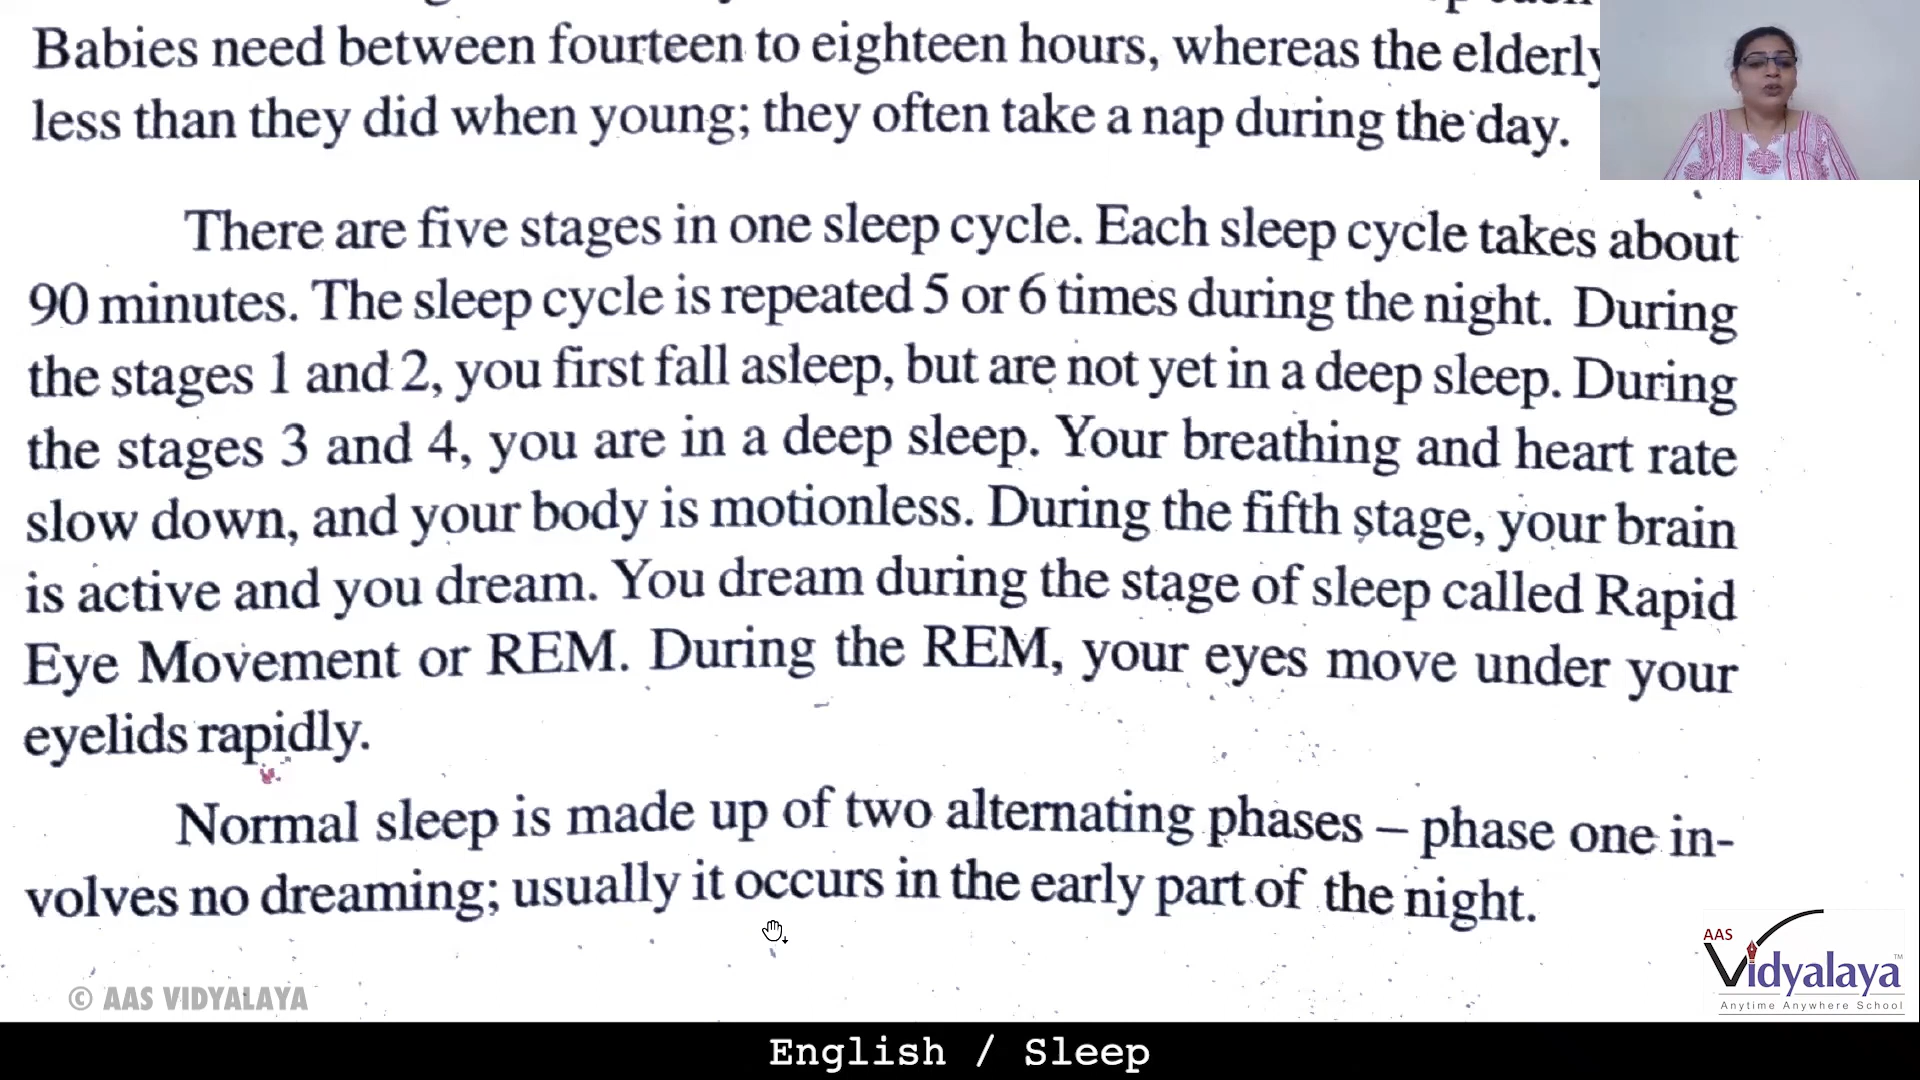 Babies need between fourteen to eighteen hours, whereas the elderly
less than they did when young; they often take a nap during the day.
There are five stages in one sleep cycle. Each sleep cycle takes about
90 minutes. The sleep cycle is repeated 5 or 6 times during the night. During
the stages 1 and 2, you first fall asleep, but are not yet in a deep sleep. During
the stages 3 and 4, you are in a deep sleep. Your breathing and heart rate
slow down, and your body is motionless. During the fifth stage, your brain
is active and you dream. You dream during the stage of sleep called Rapid
Eye Movement or REM. During the REM, your eyes move under your
eyelids rapidly.
Normal sleep is made up of two alternating phases – phase one in-
volves no dreaming; usually it occurs in the early part of the night.
AAS
Vidyalaya™
Anytime Anywhere School
© AAS VIDYALAYA
English / Sleep